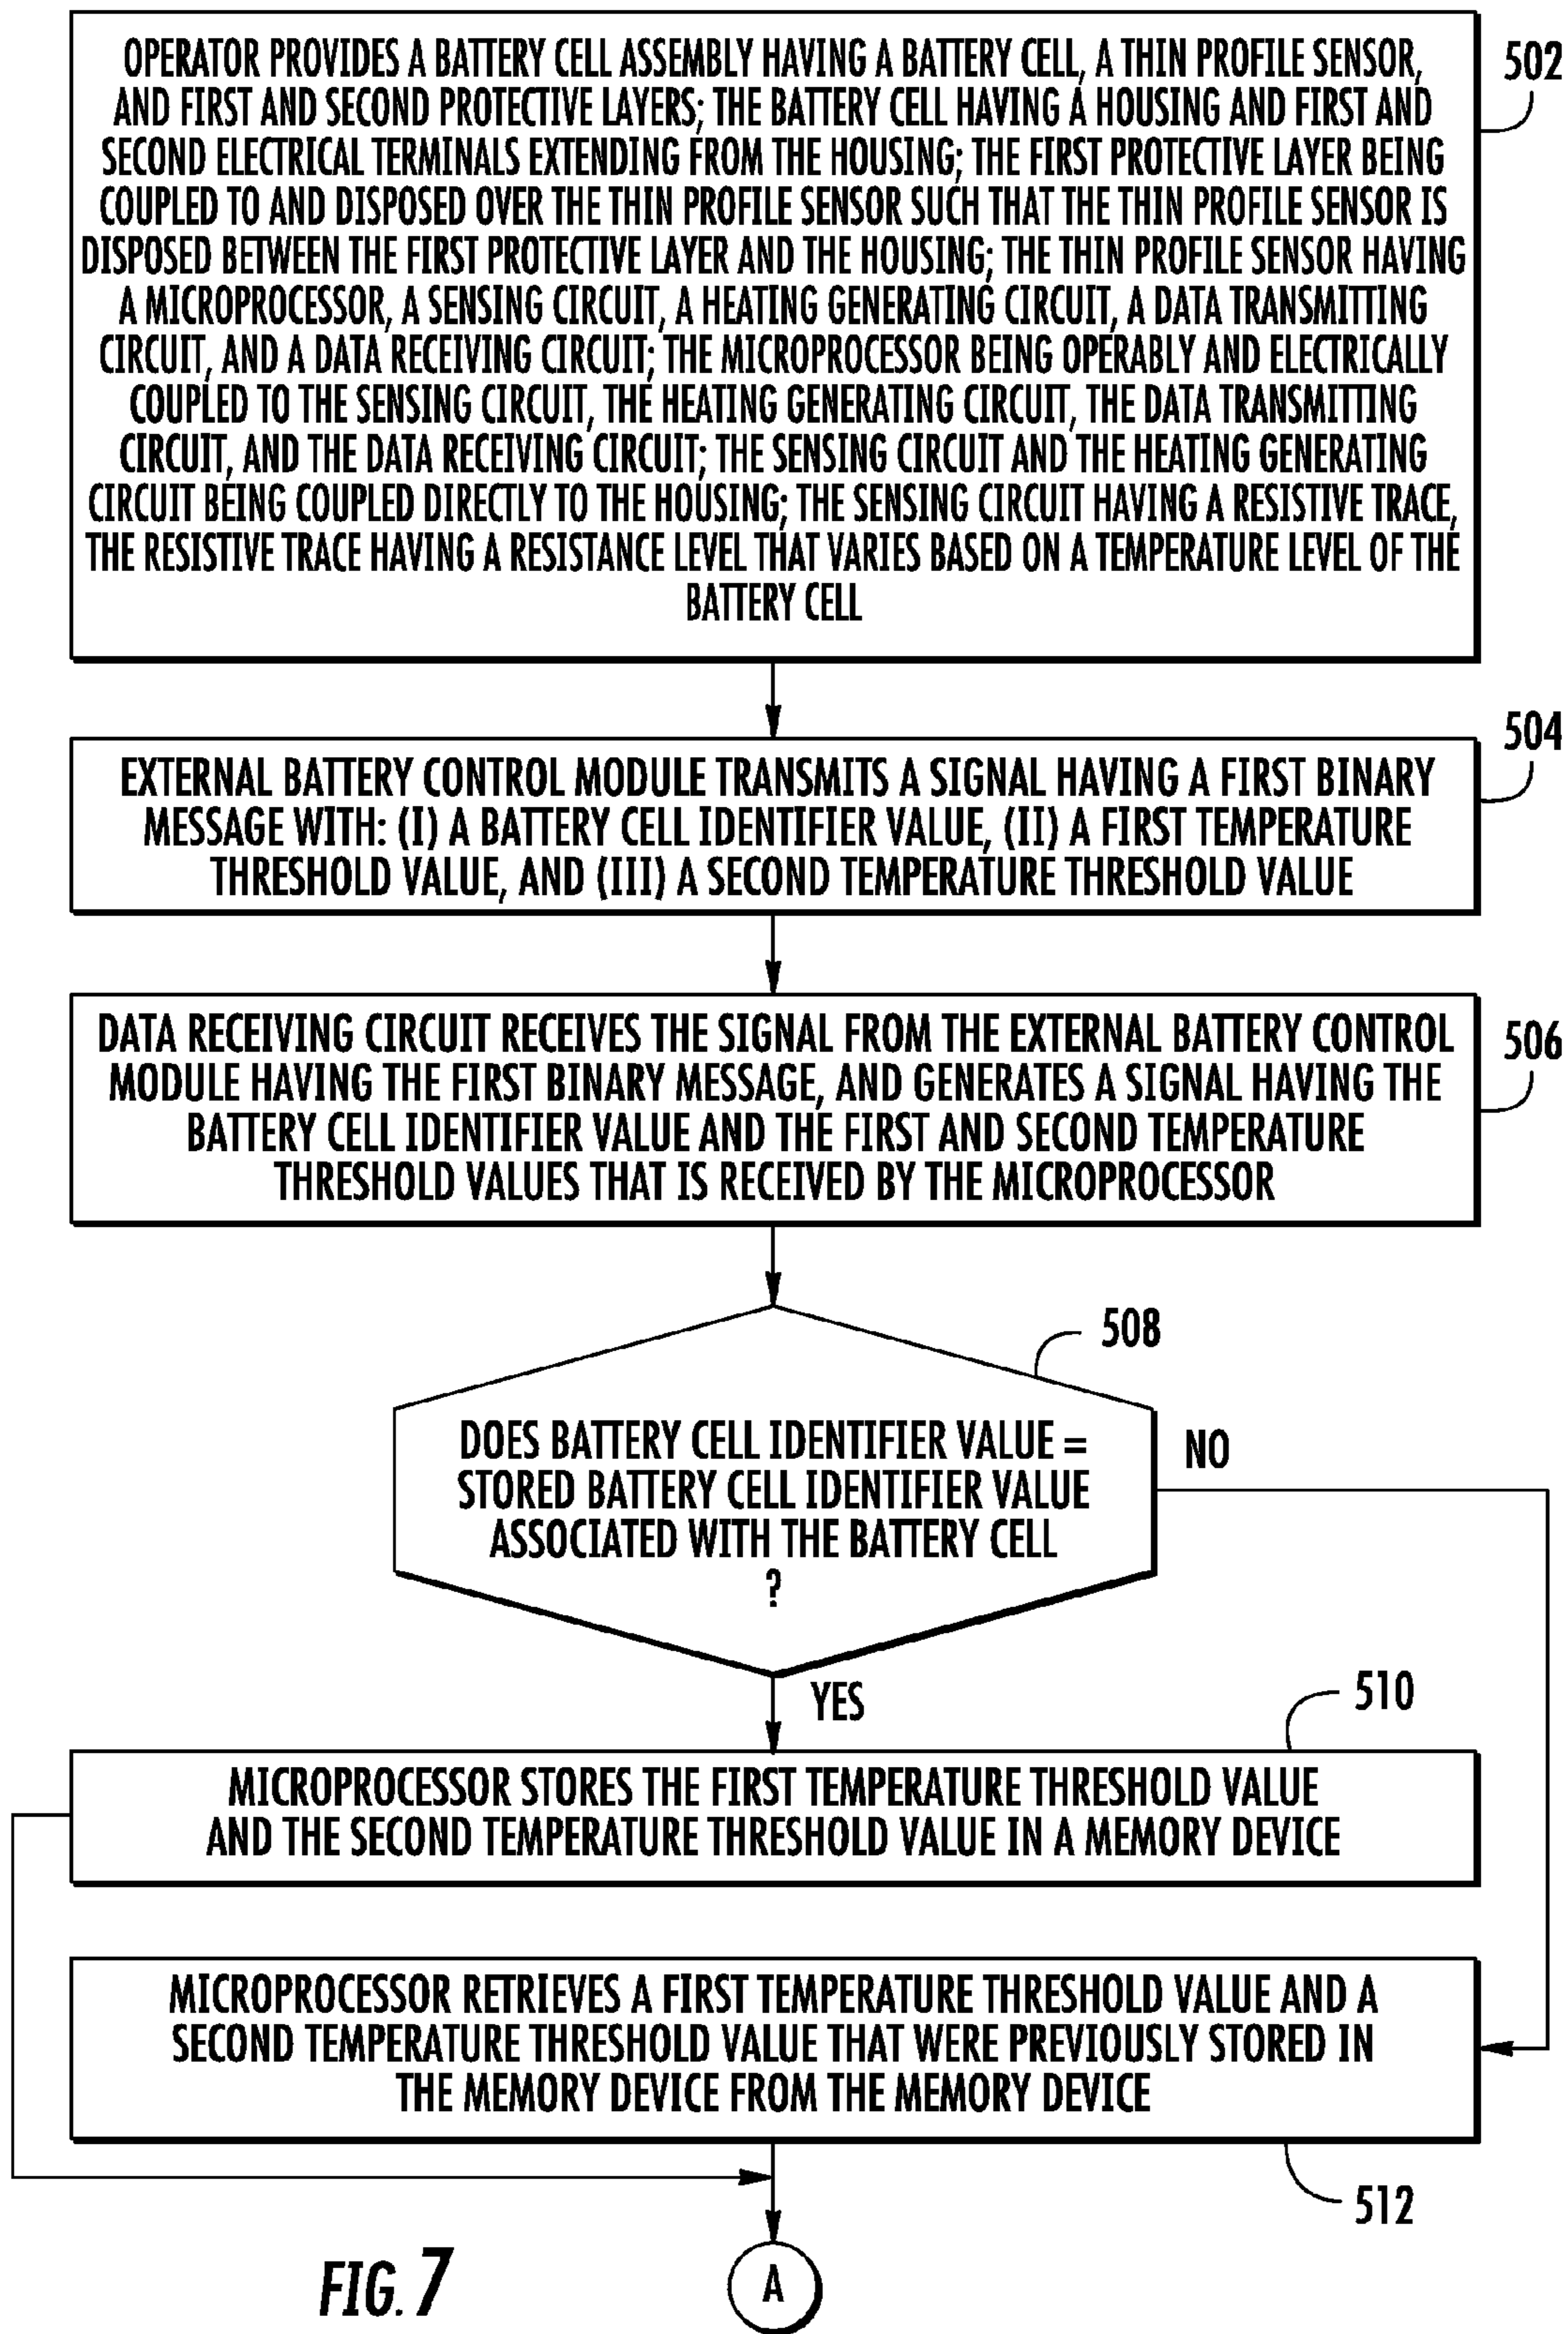 OPERATOR PROVIDES A BATTERY CELL ASSEMBLY HAVING A BATTERY CELL, A THIN PROFILE SENSOR,
AND FIRST AND SECOND PROTECTIVE LAYERS; THE BATTERY CELL HAVING A HOUSING AND FIRST AND
SECOND ELECTRICAL TERMINALS EXTENDING FROM THE HOUSING; THE FIRST PROTECTIVE LAYER BEING
COUPLED TO AND DISPOSED OVER THE THIN PROFILE SENSOR SUCH THAT THE THIN PROFILE SENSOR IS
DISPOSED BETWEEN THE FIRST PROTECTIVE LAYER AND THE HOUSING; THE THIN PROFILE SENSOR HAVING
A MICROPROCESSOR, A SENSING CIRCUIT, A HEATING GENERATING CIRCUIT, A DATA TRANSMITTING
CIRCUIT, AND A DATA RECEIVING CIRCUIT; THE MICROPROCESSOR BEING OPERABLY AND ELECTRICALLY
COUPLED TO THE SENSING CIRCUIT, THE HEATING GENERATING CIRCUIT, THE DATA TRANSMITTING
CIRCUIT, AND THE DATA RECEIVING CIRCUIT; THE SENSING CIRCUIT AND THE HEATING GENERATING
CIRCUIT BEING COUPLED DIRECTLY TO THE HOUSING; THE SENSING CIRCUIT HAVING A RESISTIVE TRACE,
THE RESISTIVE TRACE HAVING A RESISTANCE LEVEL THAT VARIES BASED ON A TEMPERATURE LEVEL OF THE
BATTERY CELL
502
EXTERNAL BATTERY CONTROL MODULE TRANSMITS A SIGNAL HAVING A FIRST BINARY
MESSAGE WITH: (I) A BATTERY CELL IDENTIFIER VALUE, (II) A FIRST TEMPERATURE
THRESHOLD VALUE, AND (III) A SECOND TEMPERATURE THRESHOLD VALUE
504
DATA RECEIVING CIRCUIT RECEIVES THE SIGNAL FROM THE EXTERNAL BATTERY CONTROL
MODULE HAVING THE FIRST BINARY MESSAGE, AND GENERATES A SIGNAL HAVING THE
BATTERY CELL IDENTIFIER VALUE AND THE FIRST AND SECOND TEMPERATURE
THRESHOLD VALUES THAT IS RECEIVED BY THE MICROPROCESSOR
506
508
DOES BATTERY CELL IDENTIFIER VALUE =
STORED BATTERY CELL IDENTIFIER VALUE
ASSOCIATED WITH THE BATTERY CELL
?
NO
YES
510
MICROPROCESSOR STORES THE FIRST TEMPERATURE THRESHOLD VALUE
AND THE SECOND TEMPERATURE THRESHOLD VALUE IN A MEMORY DEVICE
MICROPROCESSOR RETRIEVES A FIRST TEMPERATURE THRESHOLD VALUE AND A
SECOND TEMPERATURE THRESHOLD VALUE THAT WERE PREVIOUSLY STORED IN
THE MEMORY DEVICE FROM THE MEMORY DEVICE
512
A
FIG. 7